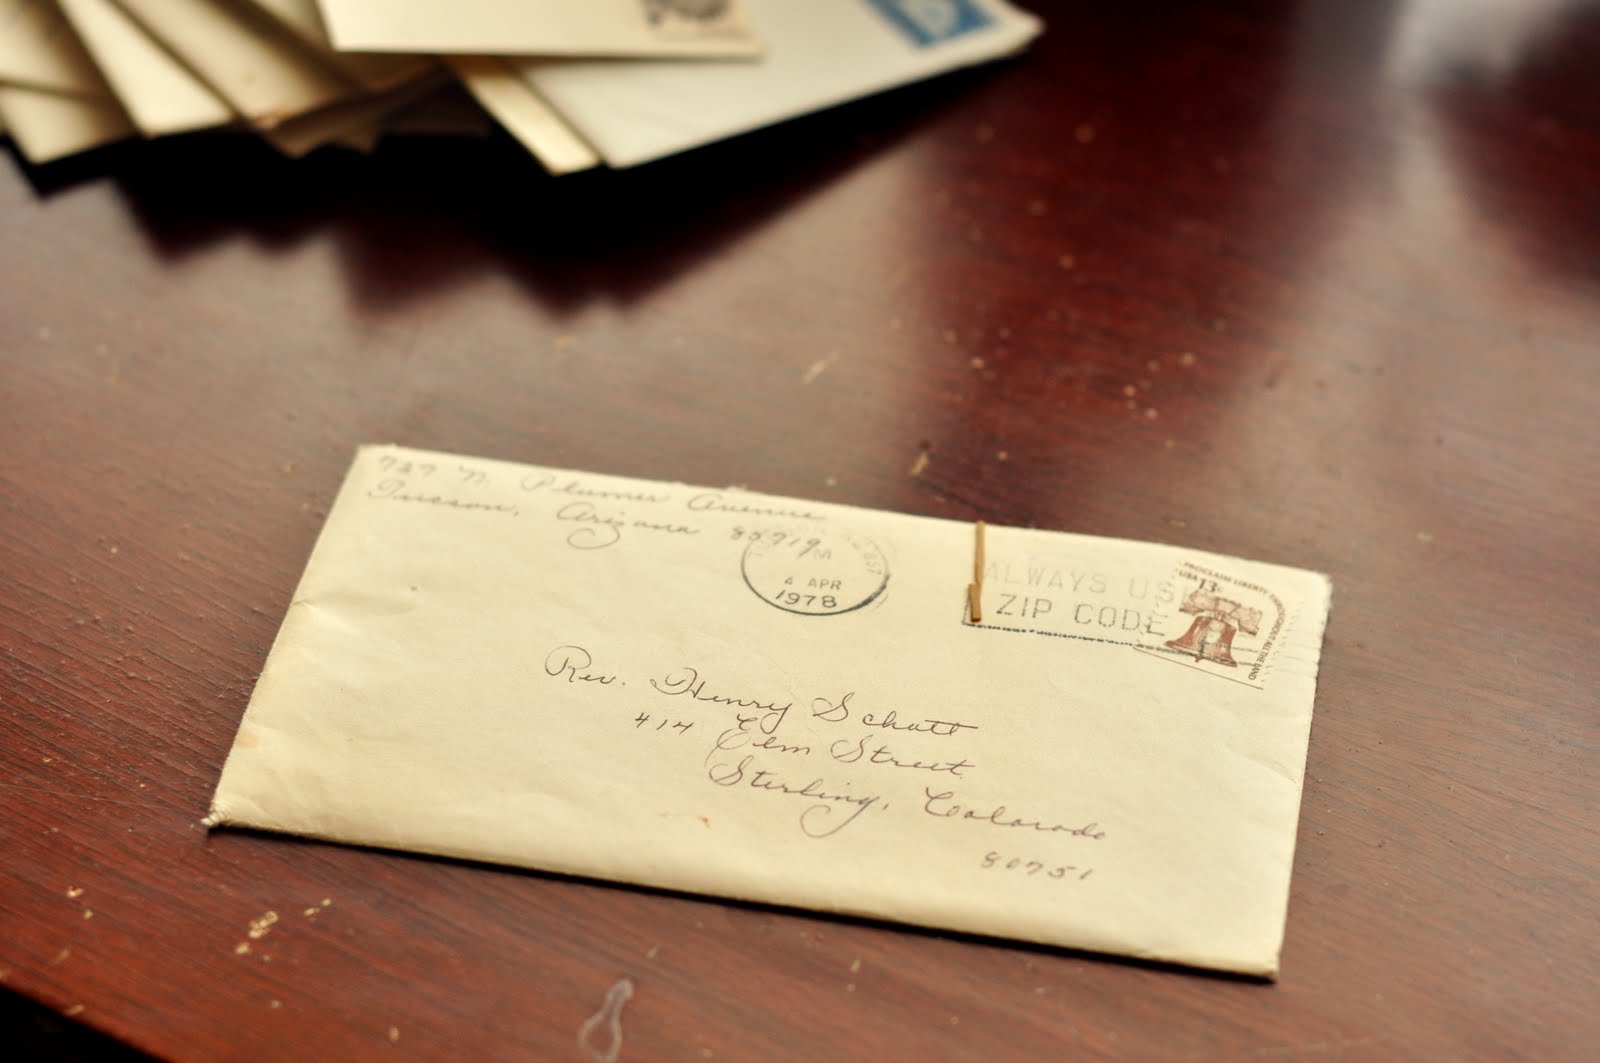 727 N. Plumer Avenue
Tucson, Arizona 85719
4 APR
1978
ALWAYS USE
ZIP CODE
PROCLAIM LIBERTY THROUGHOUT ALL THE LAND
USA 13c
Rev. Henry Schatt
414 Elm Street
Sterling, Colorado
80751